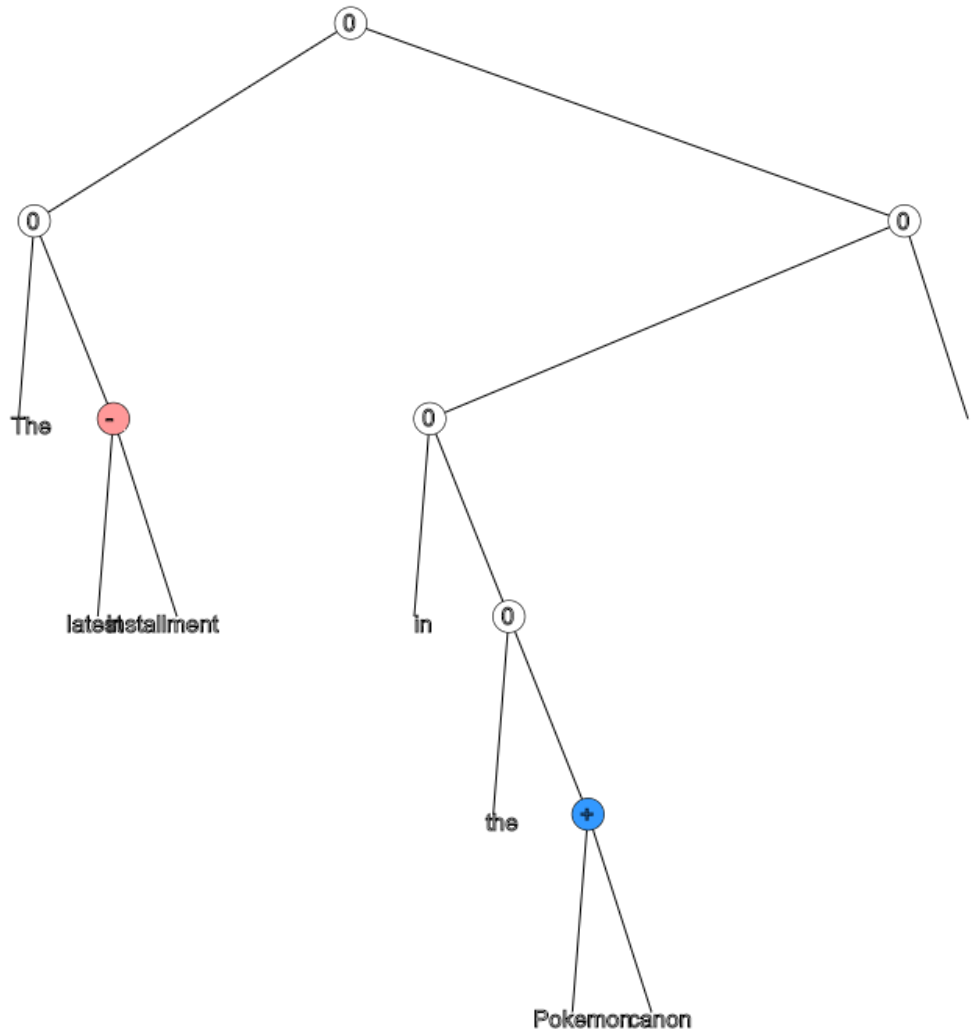 0
0
0
The
-
0
latest
installment
in
0
the
+
Pokemon
canon